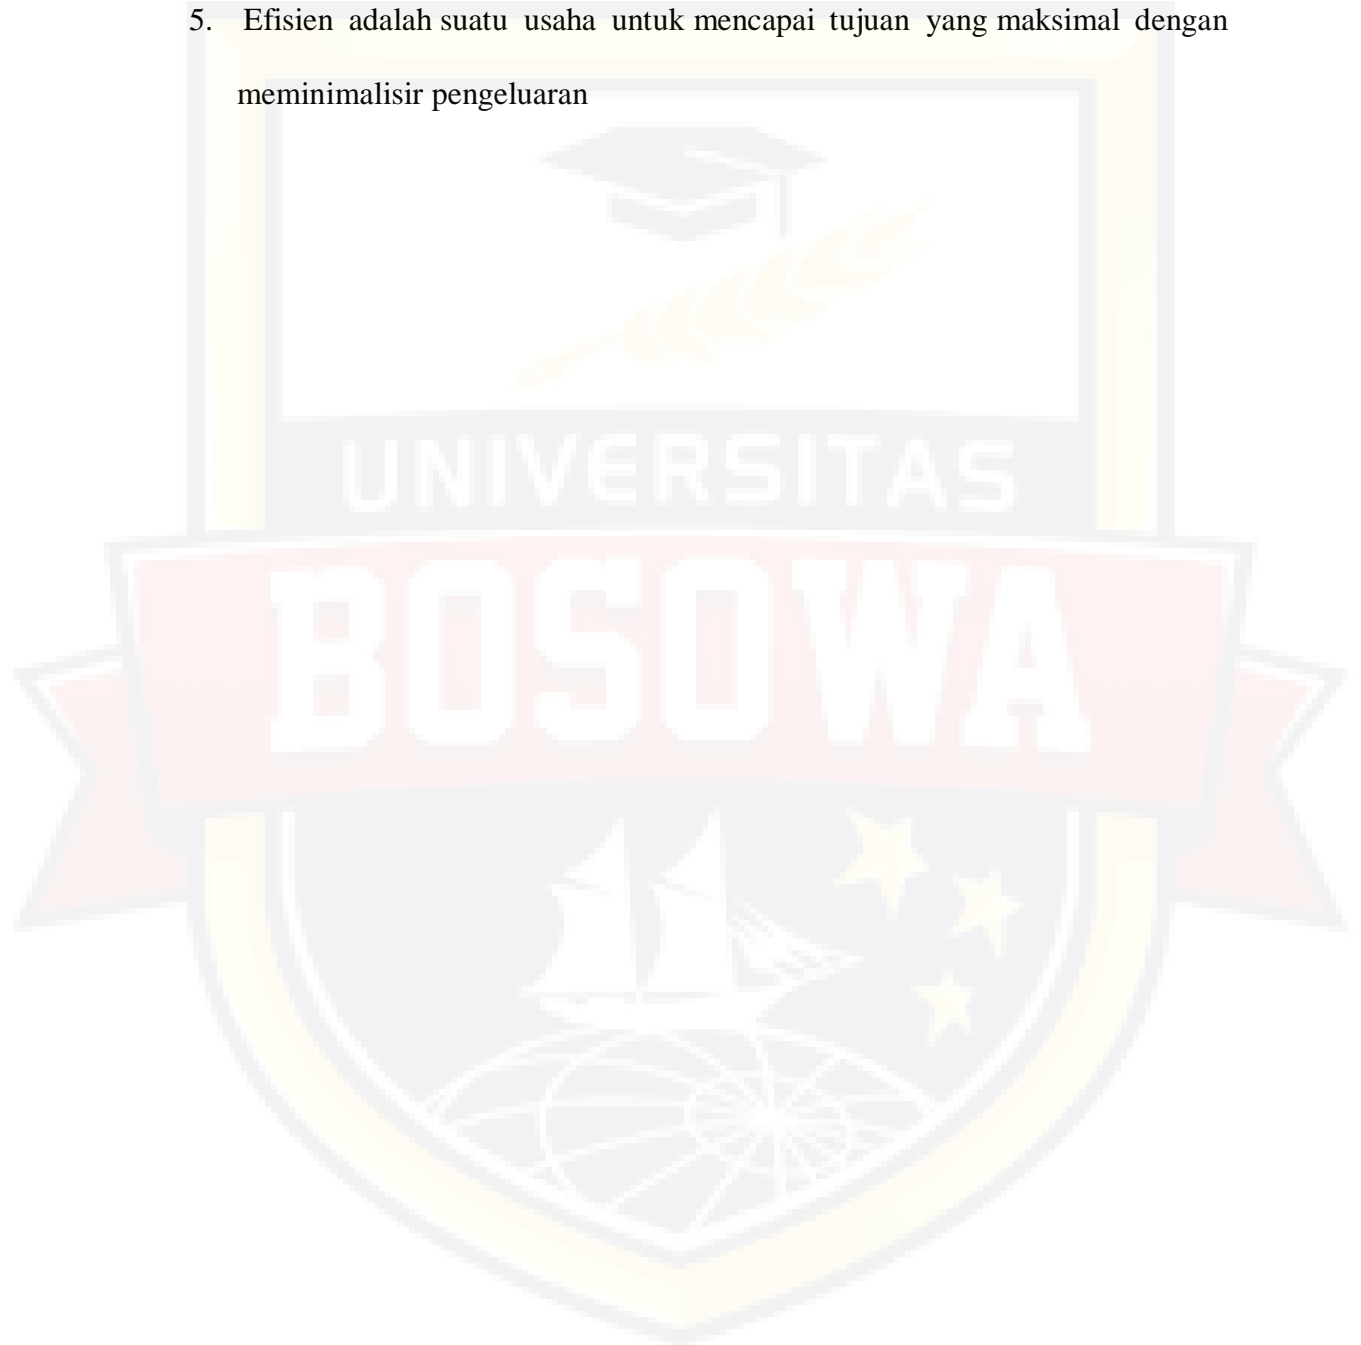 5. Efisien adalah suatu usaha untuk mencapai tujuan yang maksimal dengan
meminimalisir pengeluaran
UNIVERSITAS
BOSOWA